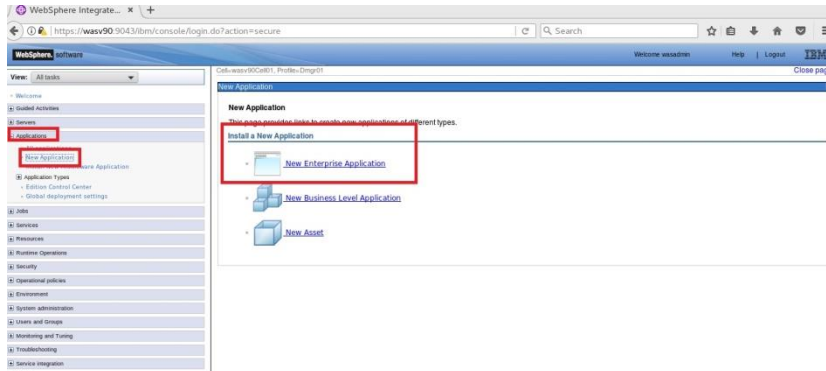 WebSphere Integrate... × +
https://wasv90:9043/ibm/console/login.do?action=secure
Search
WebSphere. software
Welcome wasadmin
Help | Logout
IBM
View: All tasks
Cell=wasv90Cell01, Profile=Dmgr01
Close pag
Welcome
Guided Activities
Servers
Applications
New Application
Application Types
Edition Control Center
Global deployment settings
Jobs
Services
Resources
Runtime Operations
Security
Operational policies
Environment
System administration
Users and Groups
Monitoring and Tuning
Troubleshooting
Service integration
New Application
New Application
This page provides links to create new applications of different types.
Install a New Application
New Enterprise Application
New Business Level Application
New Asset